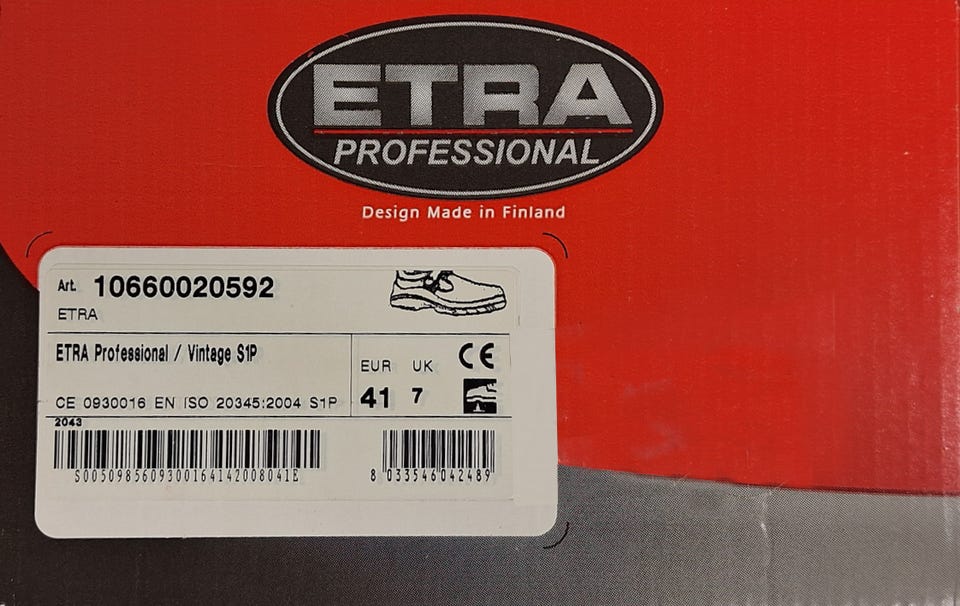 ETRA
PROFESSIONAL
Design Made in Finland
Art. 10660020592
ETRA
ETRA Professional / Vintage S1P
EUR UK CE
41 7
CE 0930016 EN ISO 20345:2004 S1P
2043
S0050985609300164142008041E
8 033546 042489